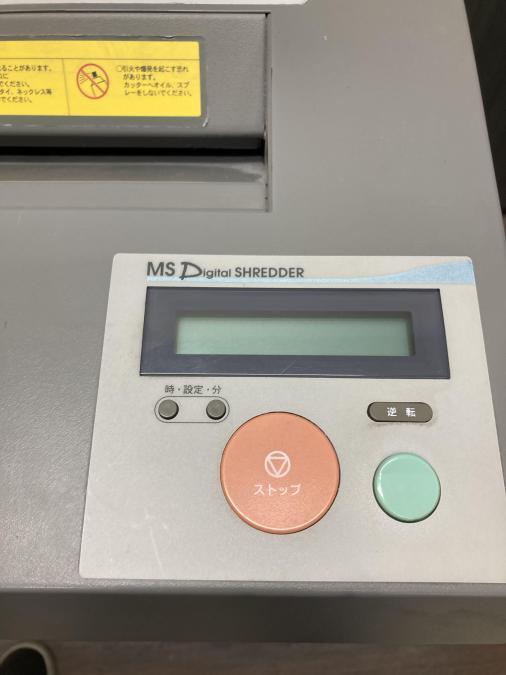 ることがあります。
に
でください。
タイ、ネックレス等
でください。
○引火や爆発を起こす恐れ
があります。
カッターへオイル、スプ
レーをしないでください。
MS Digital SHREDDER
時・設定・分
逆転
ストップ